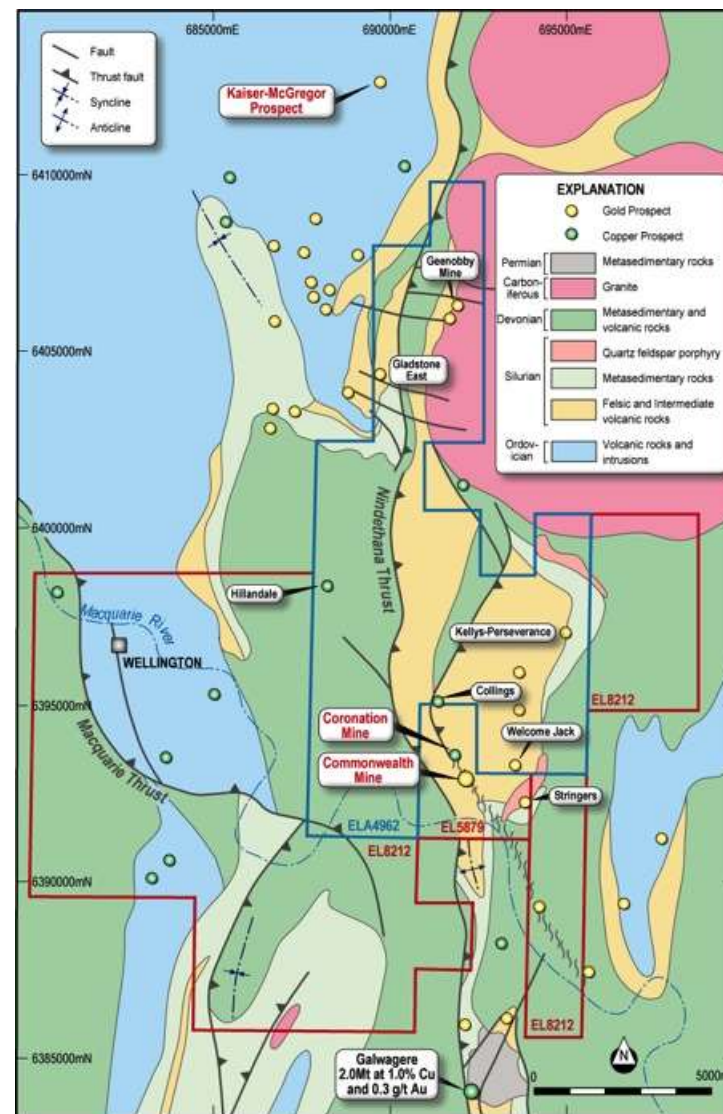 685000mE
690000mE
695000mE
Fault
Thrust fault
Syncline
Anticline
Kaiser-McGregor
Prospect
6410000mN
EXPLANATION
Gold Prospect
Copper Prospect
Permian
Metasedimentary rocks
Carbon-
iferous
Granite
Devonian
Metasedimentary and
volcanic rocks
Quartz feldspar porphyry
Silurian
Metasedimentary rocks
Felsic and Intermediate
volcanic rocks
Ordov-
ician
Volcanic rocks and
intrusions
Geenobby
Mine
6405000mN
Gladstone
East
6400000mN
Nindethana Thrust
Hillandale
Macquarie
River
WELLINGTON
Kellys-Perseverance
6395000mN
Collings
EL8212
Macquarie Thrust
Coronation
Mine
Welcome Jack
Commonwealth
Mine
Stringers
ELA4962
EL5879
EL8212
6390000mN
EL8212
6385000mN
Galwagere
2.0Mt at 1.0% Cu
and 0.3 g/t Au
N
0
5000m